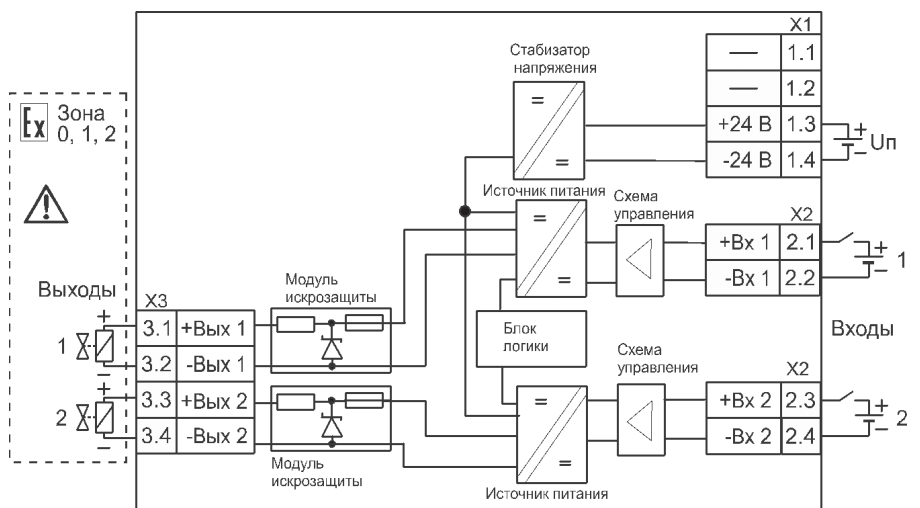 X1
Стабизатор
напряжения
— 1.1
— 1.2
+24 В 1.3
-24 В 1.4
+
−
Uп
Ex Зона
0, 1, 2
Источник питания
Схема
управления
X2
+Вх 1 2.1
-Вх 1 2.2
+
−
1
Выходы
X3
Модуль
искрозащиты
3.1 +Вых 1
3.2 -Вых 1
+
1
−
3.3 +Вых 2
3.4 -Вых 2
+
2
−
Модуль
искрозащиты
Блок
логики
Входы
Схема
управления
X2
+Вх 2 2.3
-Вх 2 2.4
+
−
2
Источник питания